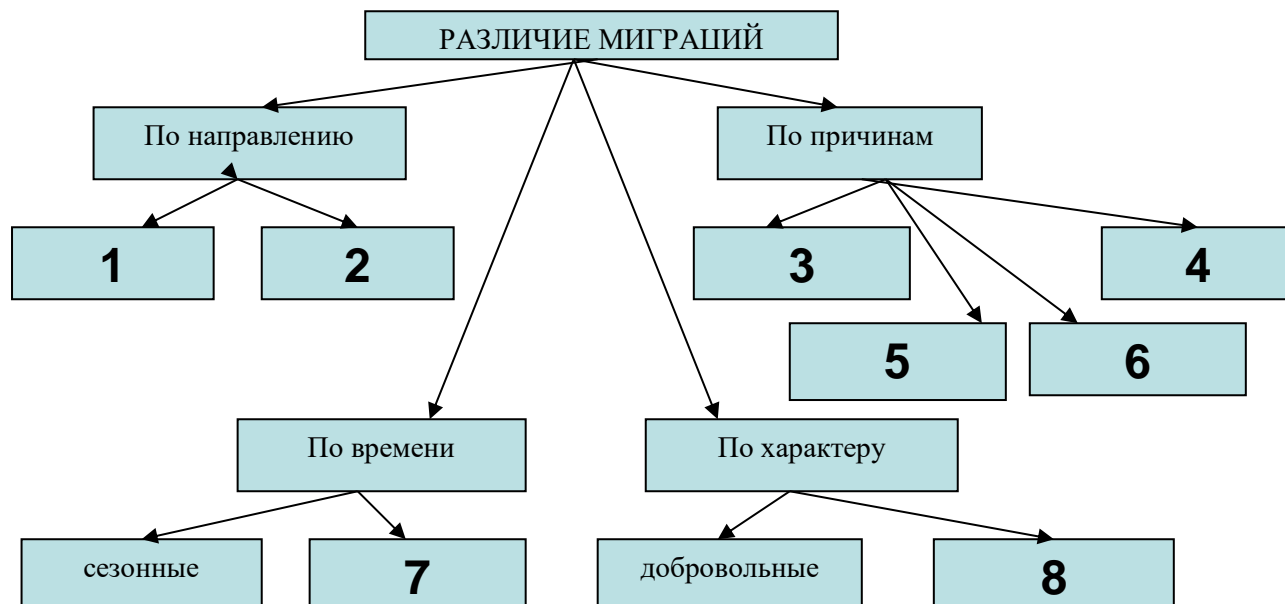 РАЗЛИЧИЕ МИГРАЦИЙ
По направлению
По причинам
1
2
3
4
5
6
По времени
По характеру
сезонные
7
добровольные
8